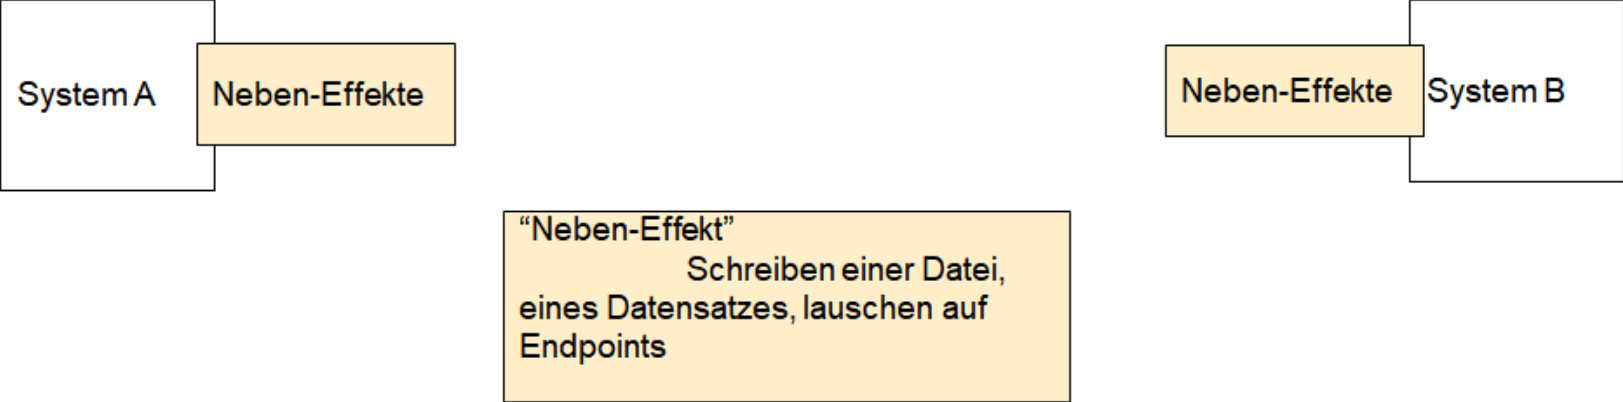 System A
Neben-Effekte
Neben-Effekte
System B
“Neben-Effekt”
Schreiben einer Datei,
eines Datensatzes, lauschen auf
Endpoints